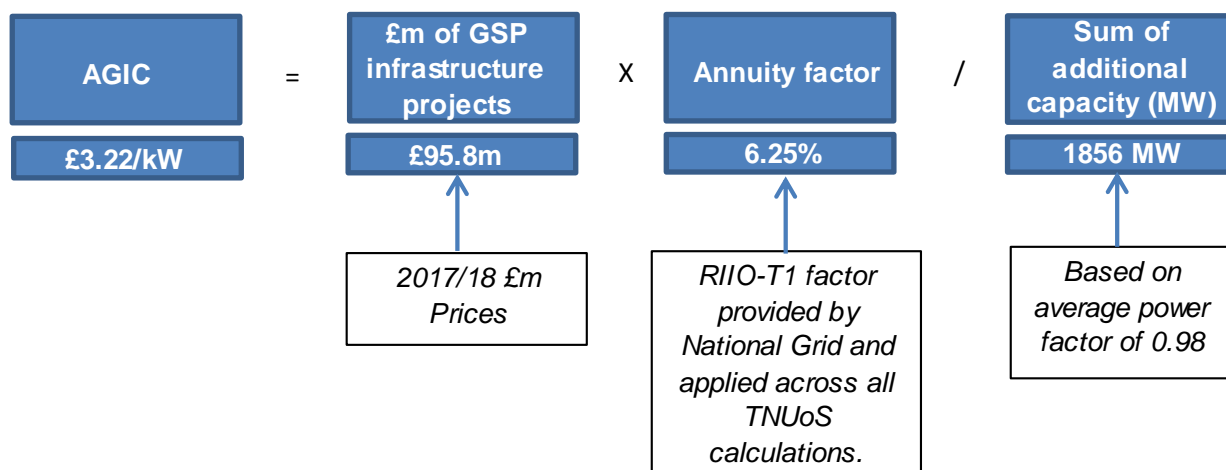 AGIC
=
£m of GSP
infrastructure
projects
X
Annuity factor
/
Sum of
additional
capacity (MW)
£3.22/kW
£95.8m
6.25%
1856 MW
2017/18 £m
Prices
RIIO-T1 factor
provided by
National Grid and
applied across all
TNUoS
calculations.
Based on
average power
factor of 0.98